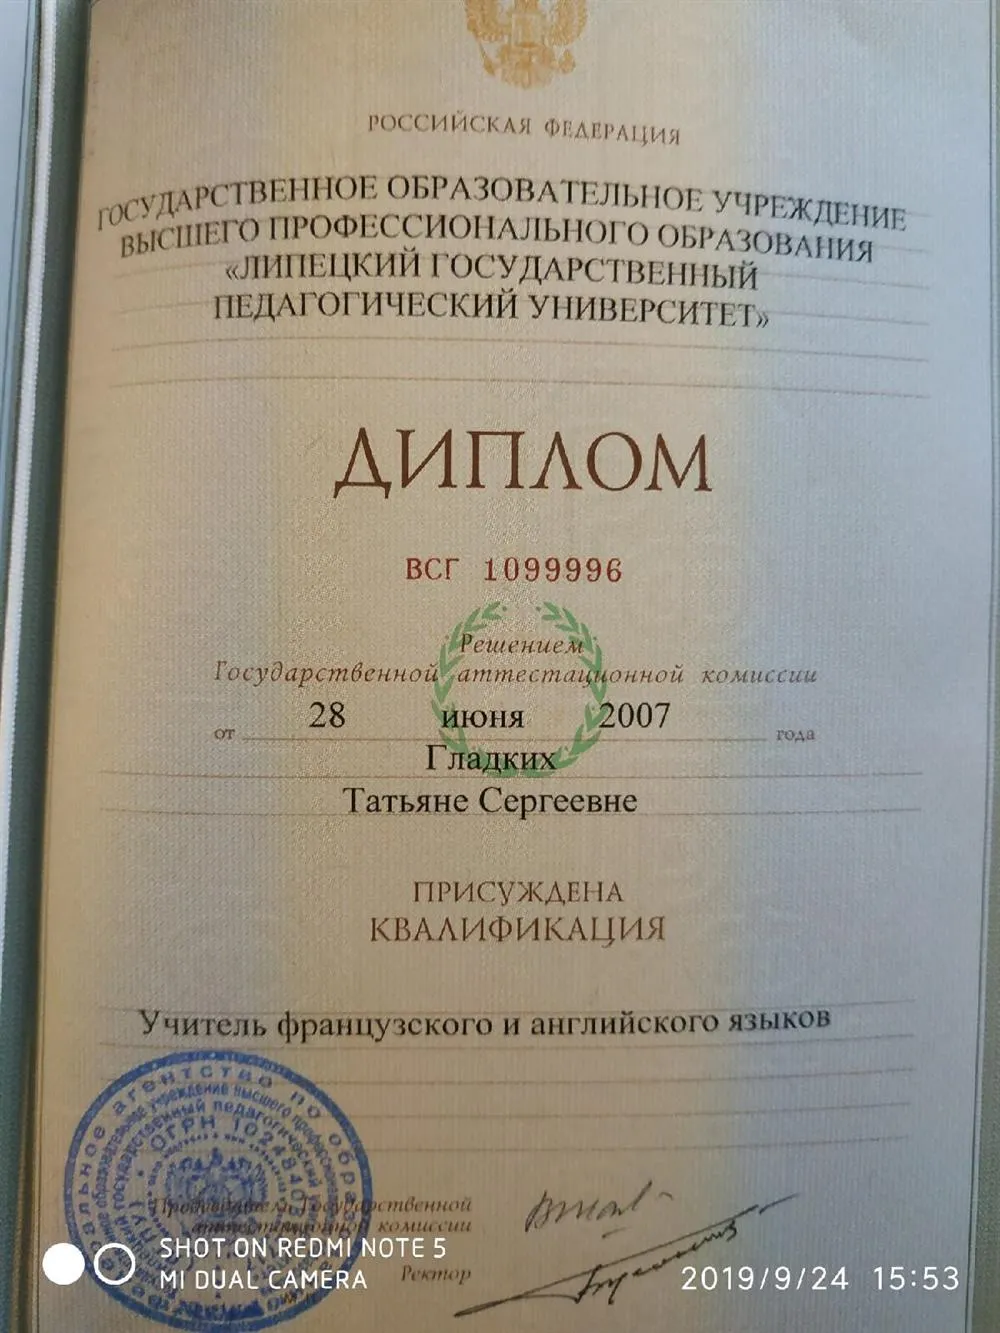 РОССИЙСКАЯ ФЕДЕРАЦИЯ
ГОСУДАРСТВЕННОЕ ОБРАЗОВАТЕЛЬНОЕ УЧРЕЖДЕНИЕ
ВЫСШЕГО ПРОФЕССИОНАЛЬНОГО ОБРАЗОВАНИЯ
«ЛИПЕЦКИЙ ГОСУДАРСТВЕННЫЙ
ПЕДАГОГИЧЕСКИЙ УНИВЕРСИТЕТ»
ДИПЛОМ
ВСГ 1099996
Решением
Государственной аттестационной комиссии
от 28 июня 2007 года
Гладких
Татьяне Сергеевне
ПРИСУЖДЕНА
КВАЛИФИКАЦИЯ
Учитель французского и английского языков
Председатель Государственной
аттестационной комиссии
Ректор
SHOT ON REDMI NOTE 5
MI DUAL CAMERA
2019/9/24 15:53